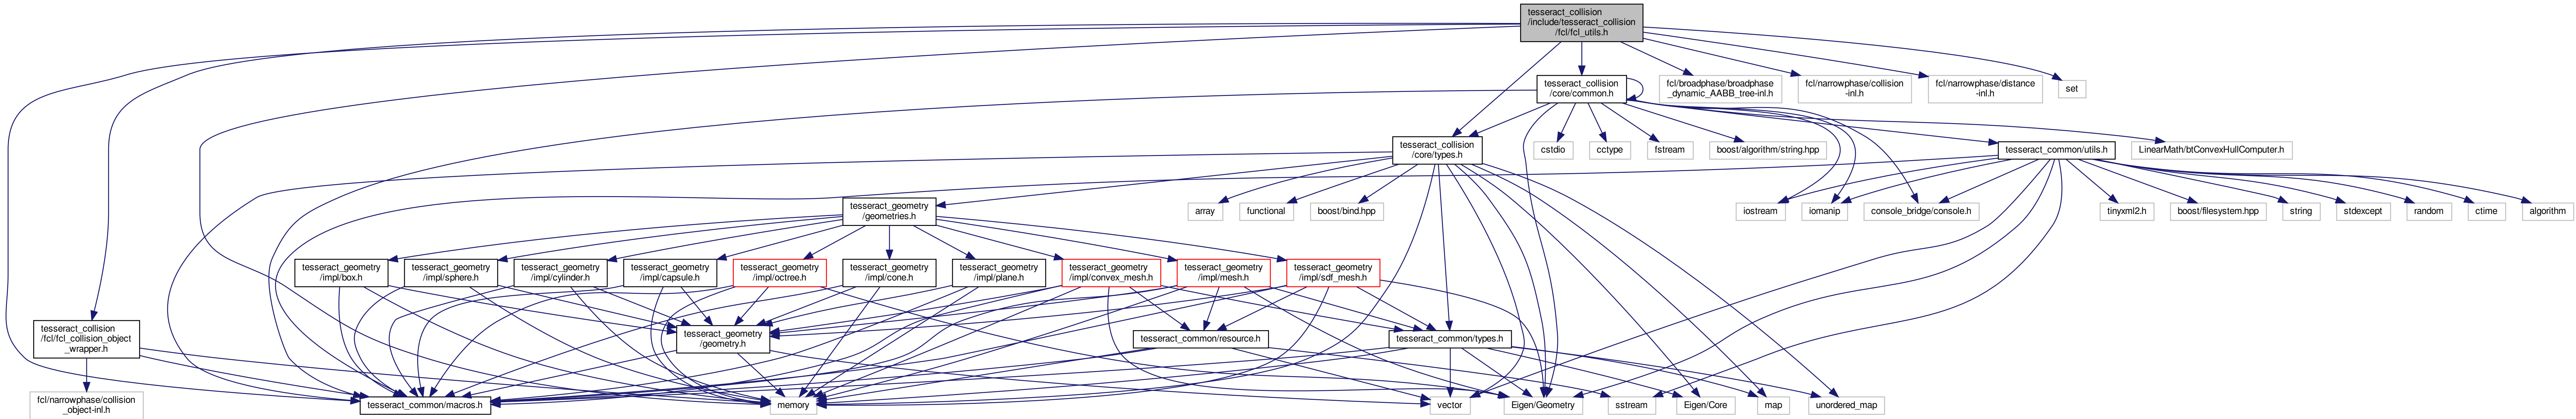 tesseract_collision
/include/tesseract_collision
/fcl/fcl_utils.h
tesseract_collision
/core/common.h
fcl/broadphase/broadphase
_dynamic_AABB_tree-inl.h
fcl/narrowphase/collision
-inl.h
fcl/narrowphase/distance
-inl.h
set
tesseract_collision
/core/types.h
cstdio
cctype
fstream
boost/algorithm/string.hpp
tesseract_common/utils.h
LinearMath/btConvexHullComputer.h
tesseract_geometry
/geometries.h
array
functional
boost/bind.hpp
iostream
iomanip
console_bridge/console.h
tinyxml2.h
boost/filesystem.hpp
string
stdexcept
random
ctime
algorithm
tesseract_geometry
/impl/box.h
tesseract_geometry
/impl/sphere.h
tesseract_geometry
/impl/cylinder.h
tesseract_geometry
/impl/capsule.h
tesseract_geometry
/impl/octree.h
tesseract_geometry
/impl/cone.h
tesseract_geometry
/impl/plane.h
tesseract_geometry
/impl/convex_mesh.h
tesseract_geometry
/impl/mesh.h
tesseract_geometry
/impl/sdf_mesh.h
tesseract_collision
/fcl/fcl_collision_object
_wrapper.h
tesseract_geometry
/geometry.h
tesseract_common/resource.h
tesseract_common/types.h
fcl/narrowphase/collision
_object-inl.h
tesseract_common/macros.h
memory
vector
Eigen/Geometry
sstream
Eigen/Core
map
unordered_map